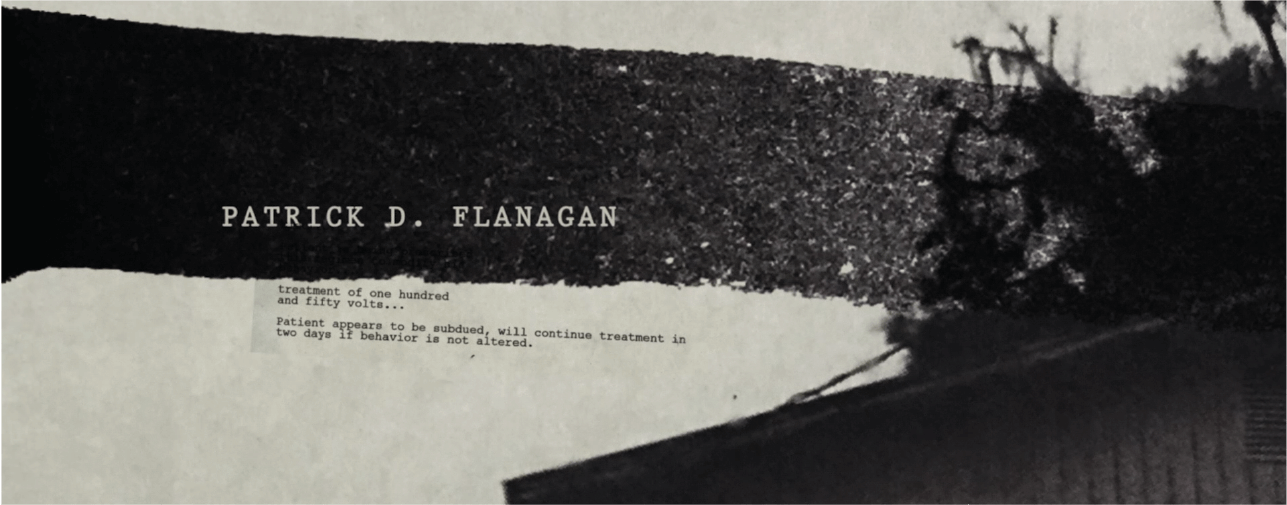 PATRICK D. FLANAGAN
treatment of one hundred
and fifty volts...
Patient appears to be subdued, will continue treatment in
two days if behavior is not altered.